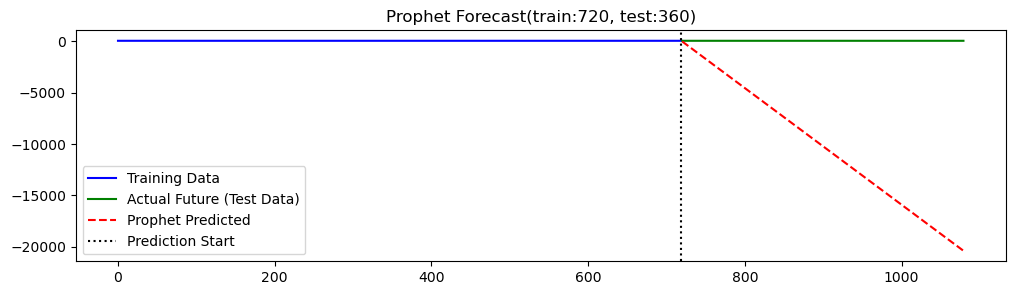 Prophet Forecast(train:720, test:360)
0
−5000
−10000
−15000
−20000
Training Data
Actual Future (Test Data)
Prophet Predicted
Prediction Start
0 200 400 600 800 1000